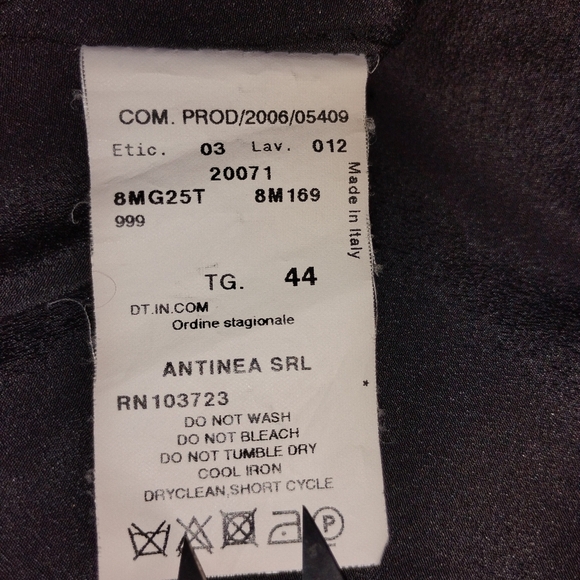 COM. PROD/2006/05409
Etic. 03 Lav. 012
20071
8MG25T 8M169
999
Made in Italy
TG. 44
DT.IN.COM
Ordine stagionale
ANTINEA SRL
*
RN103723
DO NOT WASH
DO NOT BLEACH
DO NOT TUMBLE DRY
COOL IRON
DRYCLEAN,SHORT CYCLE
P